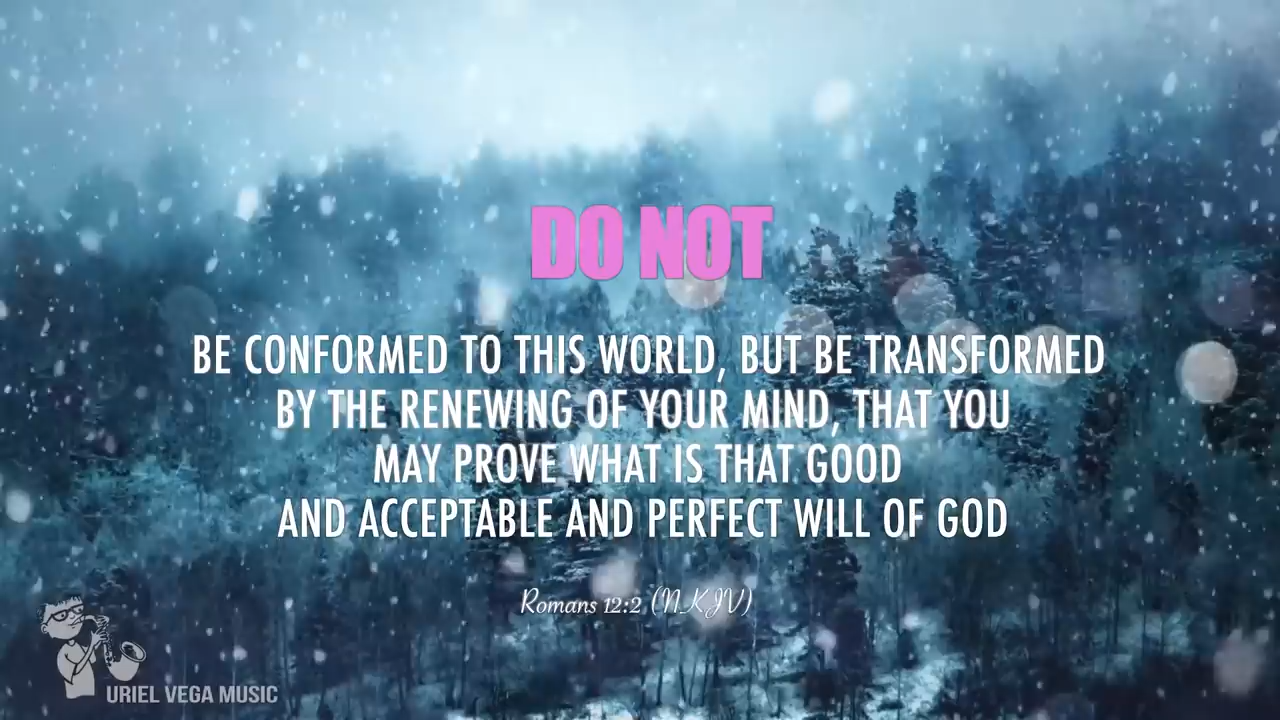 DO NOT
BE CONFORMED TO THIS WORLD, BUT BE TRANSFORMED
BY THE RENEWING OF YOUR MIND, THAT YOU
MAY PROVE WHAT IS THAT GOOD
AND ACCEPTABLE AND PERFECT WILL OF GOD
Romans 12:2 (NKJV)
URIEL VEGA MUSIC